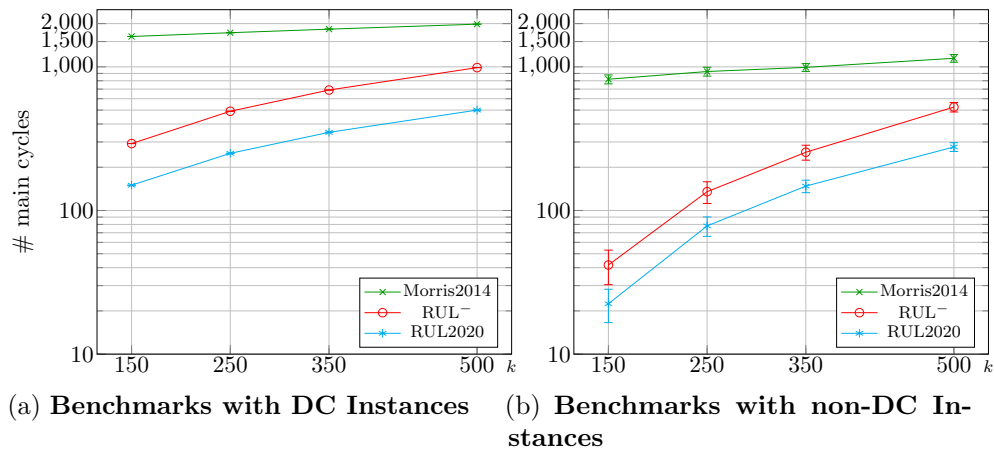 # main cycles
2,000
1,500
1,000
100
10
150
250
350
500
k
Morris2014
RUL⁻
RUL2020
(a) Benchmarks with DC Instances
2,000
1,500
1,000
100
10
150
250
350
500
k
Morris2014
RUL⁻
RUL2020
(b) Benchmarks with non-DC In-
stances